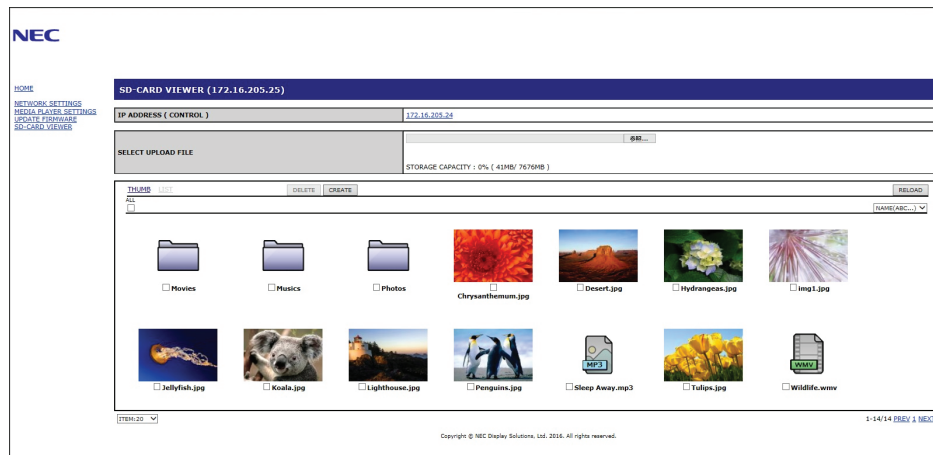 NEC
HOME
NETWORK SETTINGS
MEDIA PLAYER SETTINGS
UPDATE FIRMWARE
SD-CARD VIEWER
SD-CARD VIEWER (172.16.205.25)
IP ADDRESS ( CONTROL ) 172.16.205.24
SELECT UPLOAD FILE 参照...
STORAGE CAPACITY : 0% ( 41MB/ 7676MB )
THUMB LIST DELETE CREATE RELOAD
ALL
NAME(ABC...)
Movies Musics Photos Chrysanthemum.jpg Desert.jpg Hydrangeas.jpg img1.jpg
MP3 WMV
Jellyfish.jpg Koala.jpg Lighthouse.jpg Penguins.jpg Sleep Away.mp3 Tulips.jpg Wildlife.wmv
ITEM:20 1-14/14 PREV 1 NEXT
Copyright © NEC Display Solutions, Ltd. 2016. All rights reserved.